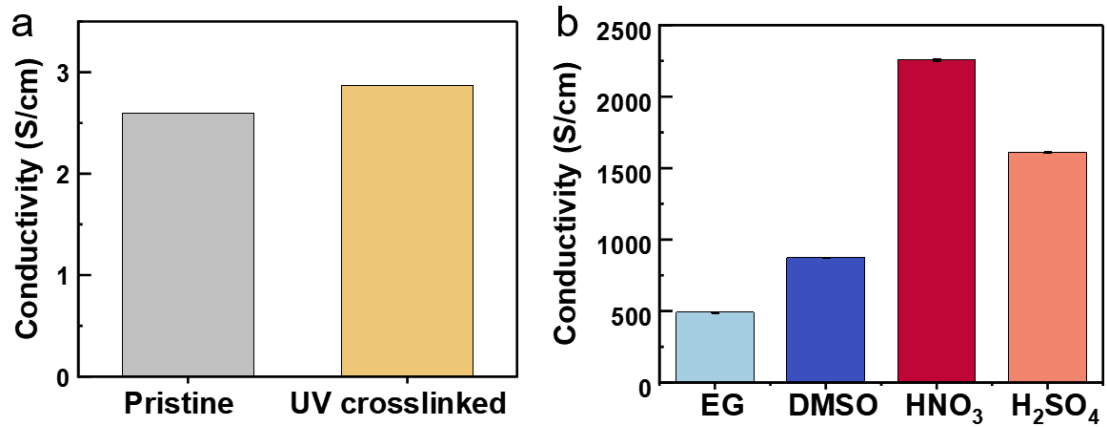 a
Conductivity (S/cm)
3
2
1
0
Pristine
UV crosslinked
b
Conductivity (S/cm)
2500
2000
1500
1000
500
0
EG
DMSO
HNO₃
H₂SO₄